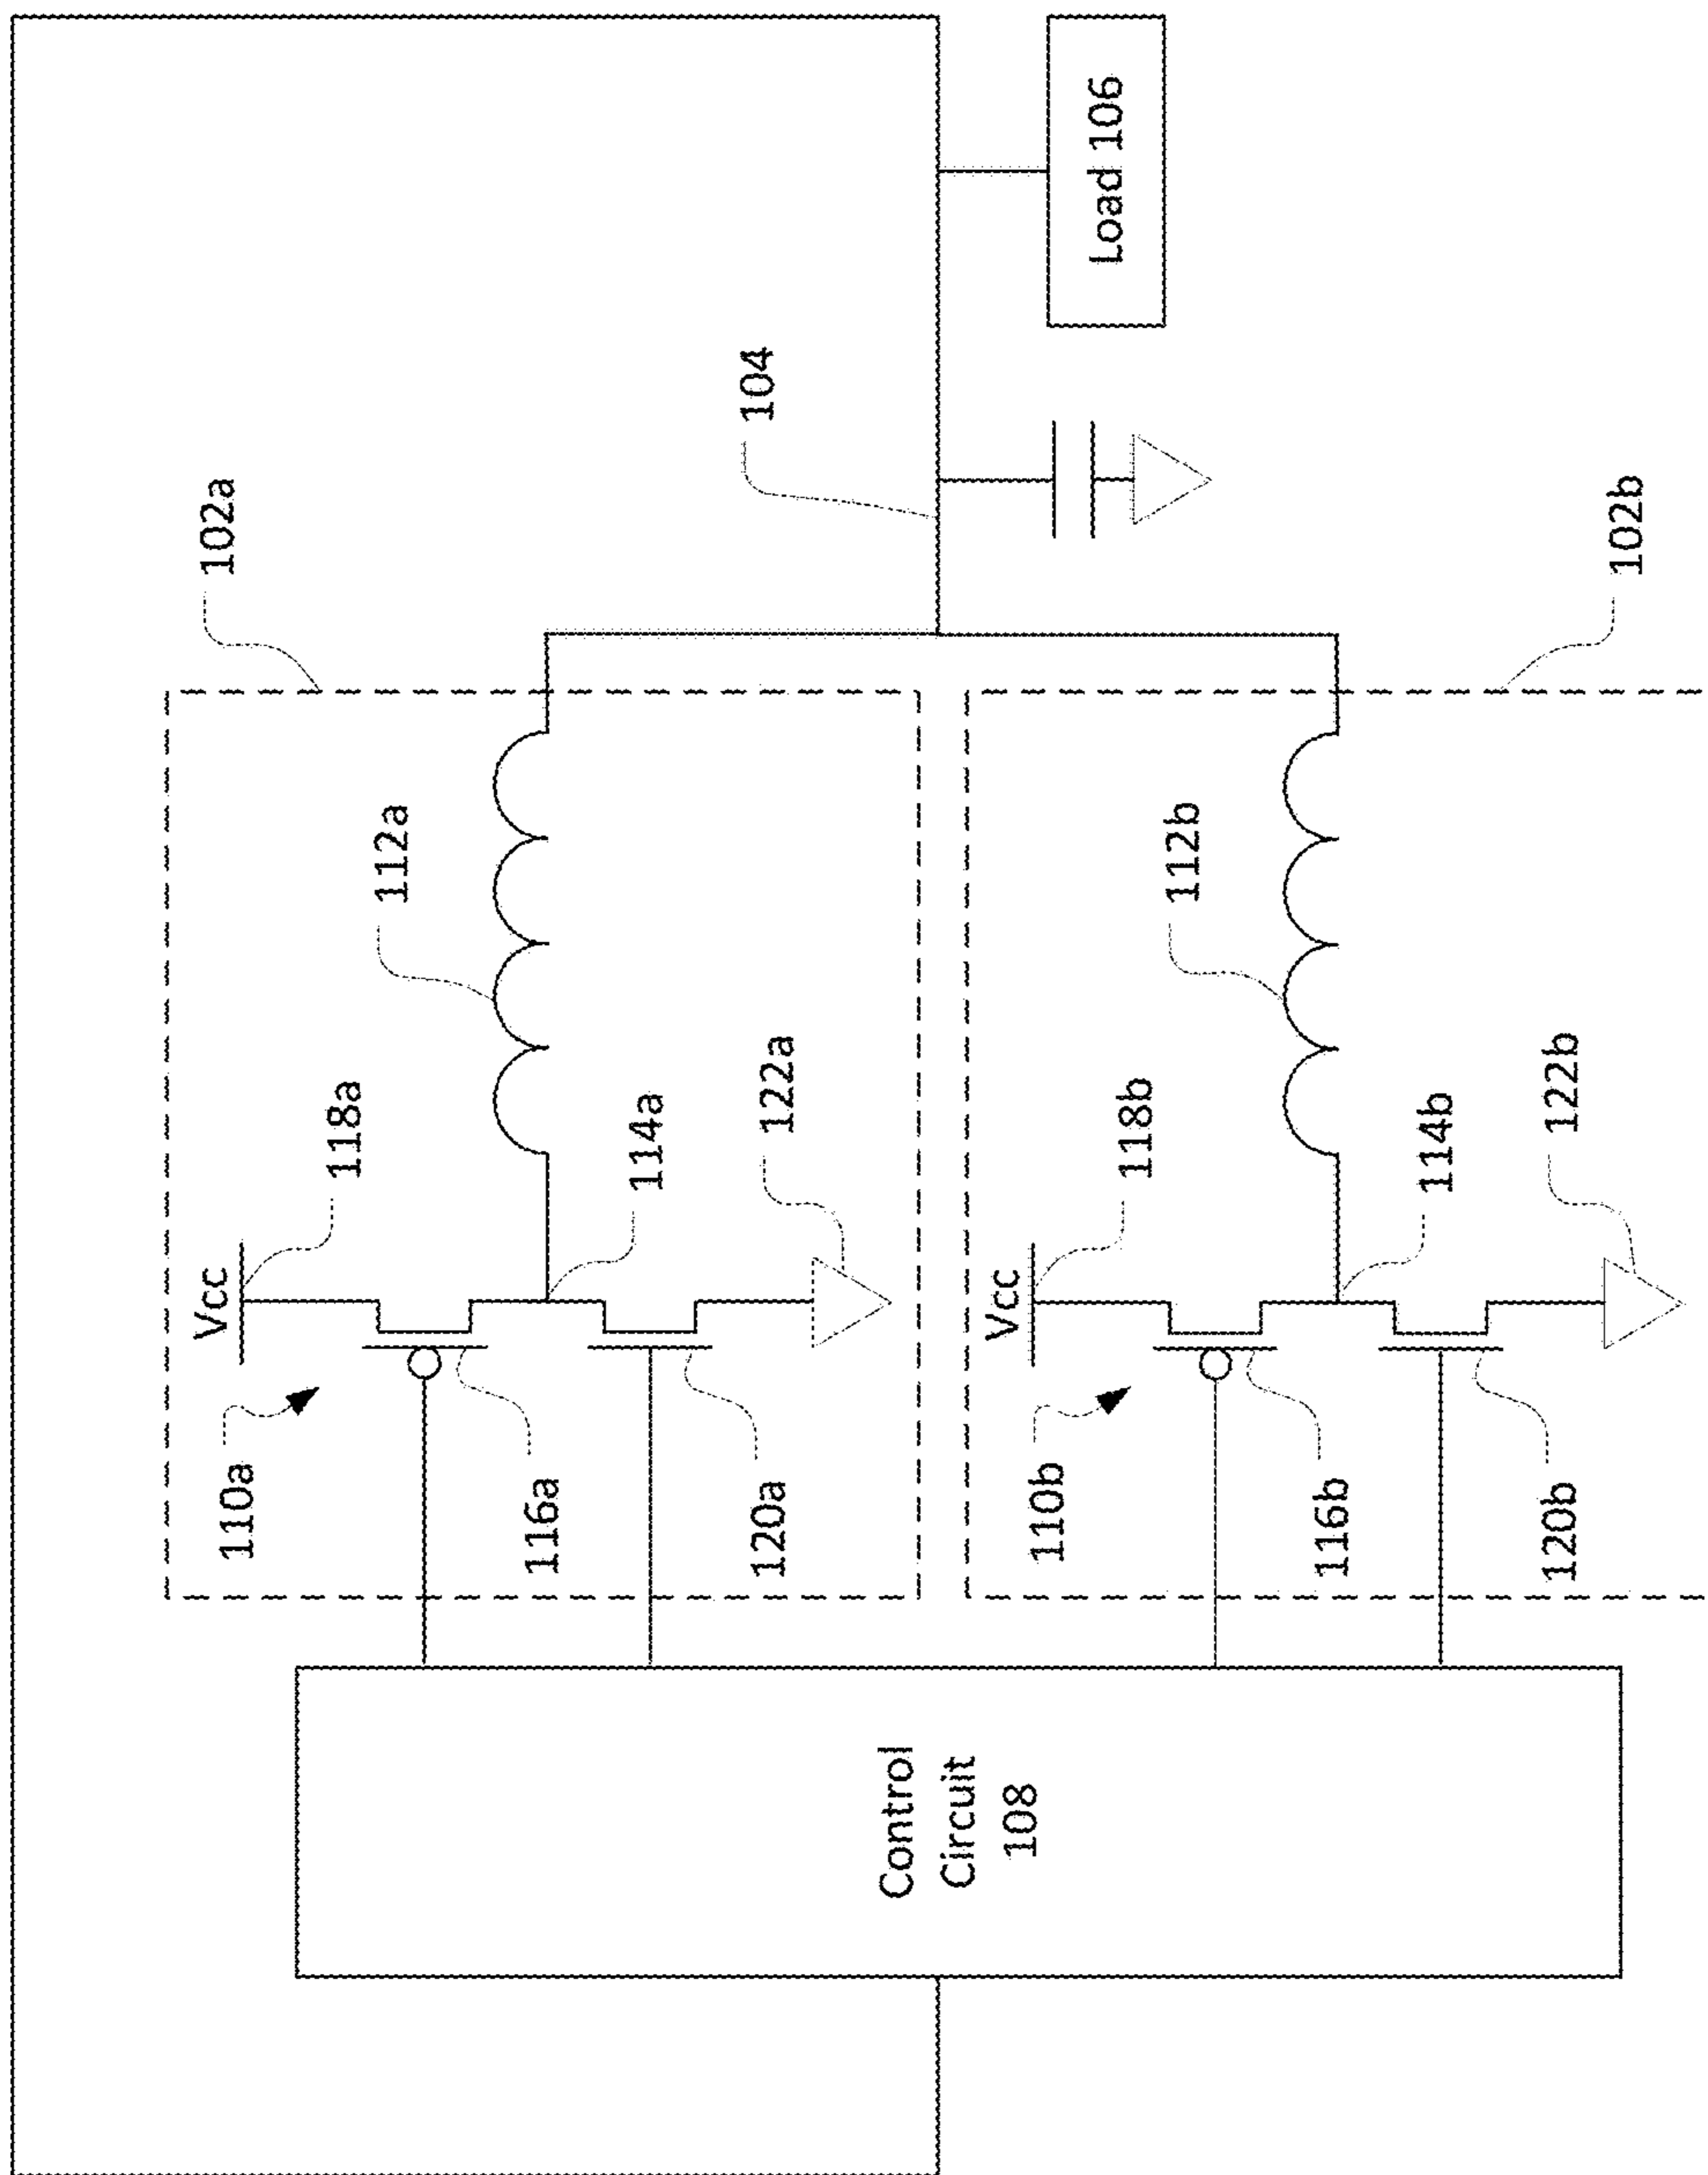 102a
Vcc
118a
110a
112a
116a
114a
104
120a
122a
Load 106
Control
Circuit
108
Vcc
118b
110b
112b
116b
114b
120b
122b
102b